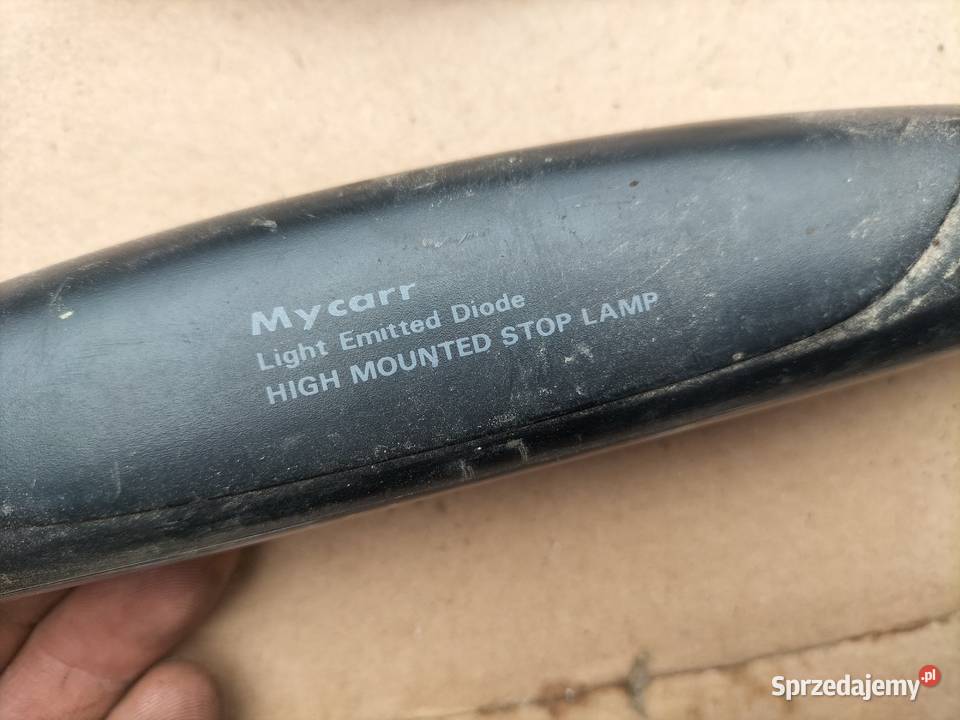 Mycarr
Light Emitted Diode
HIGH MOUNTED STOP LAMP
Sprzedajemy.pl